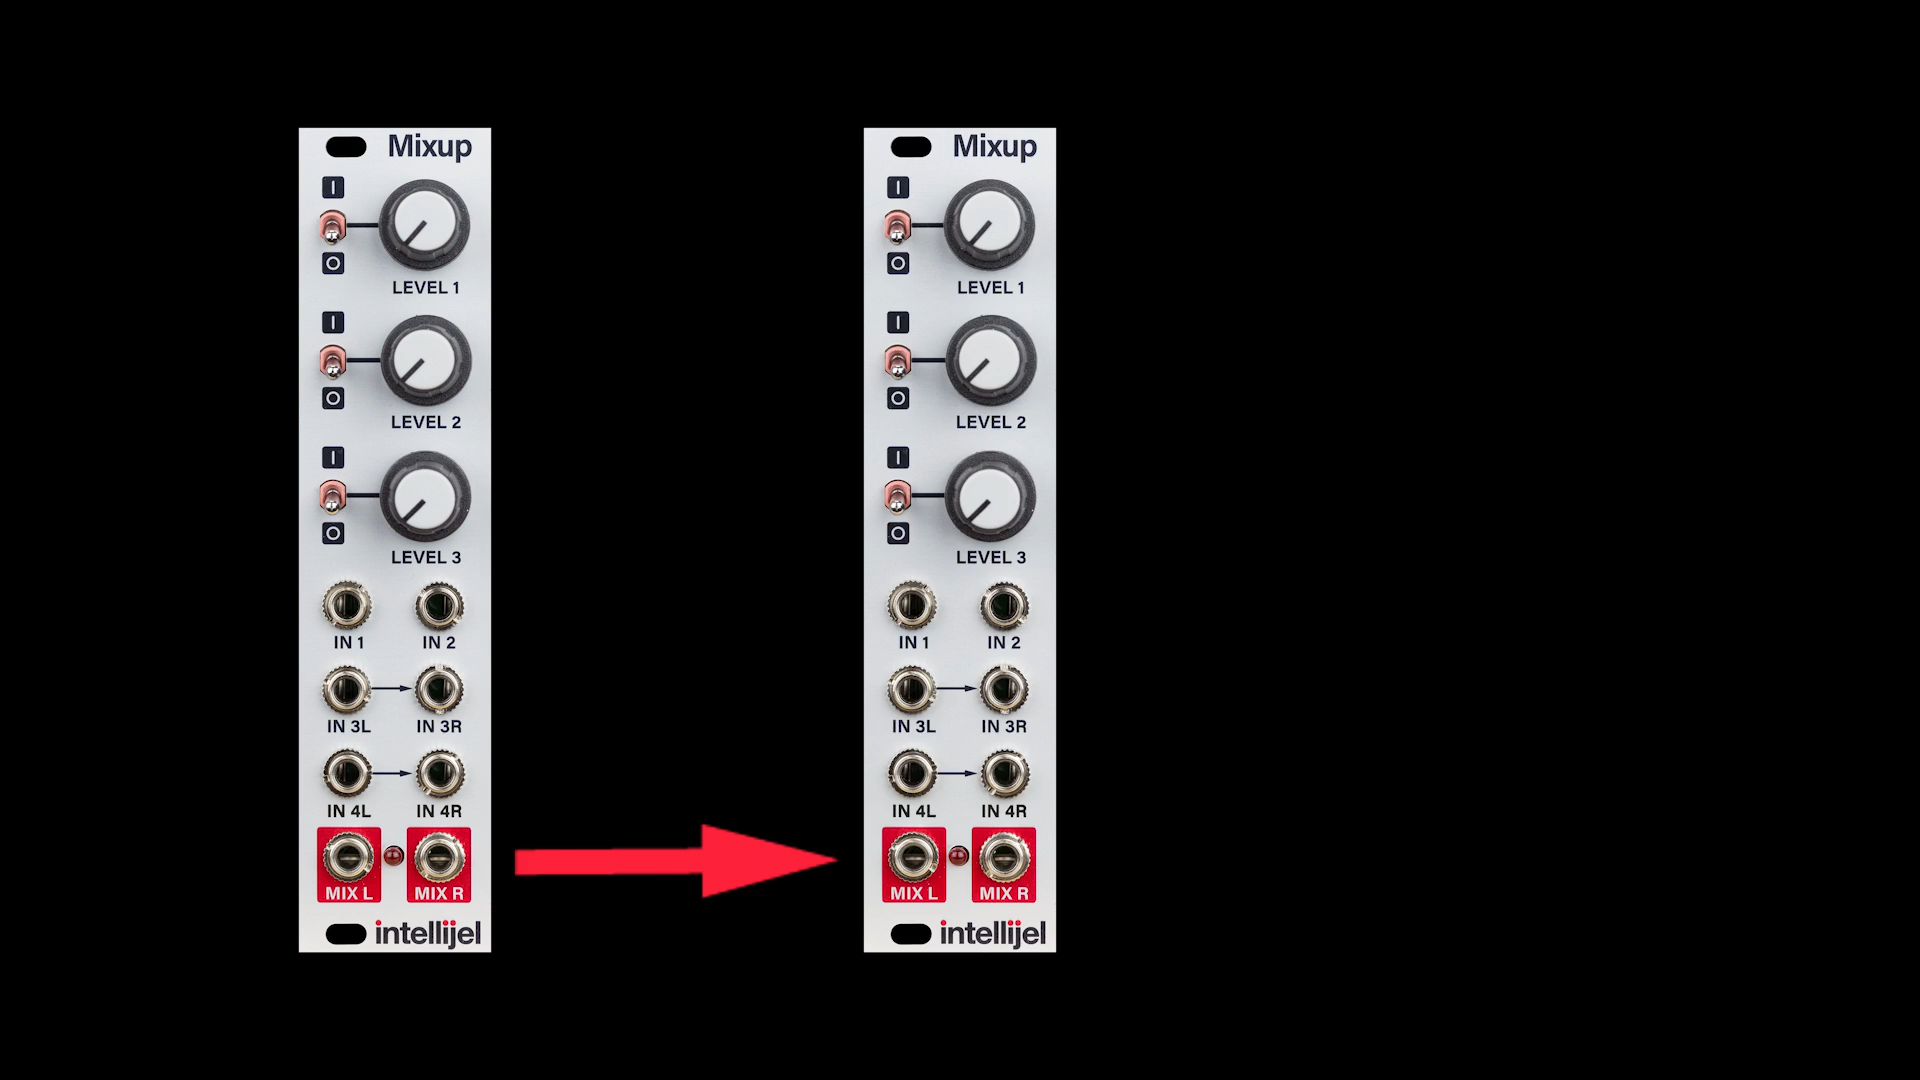 Mixup
I
O
LEVEL 1
I
O
LEVEL 2
I
O
LEVEL 3
IN 1 IN 2
IN 3L IN 3R
IN 4L IN 4R
MIX L MIX R
intellijel
Mixup
I
O
LEVEL 1
I
O
LEVEL 2
I
O
LEVEL 3
IN 1 IN 2
IN 3L IN 3R
IN 4L IN 4R
MIX L MIX R
intellijel